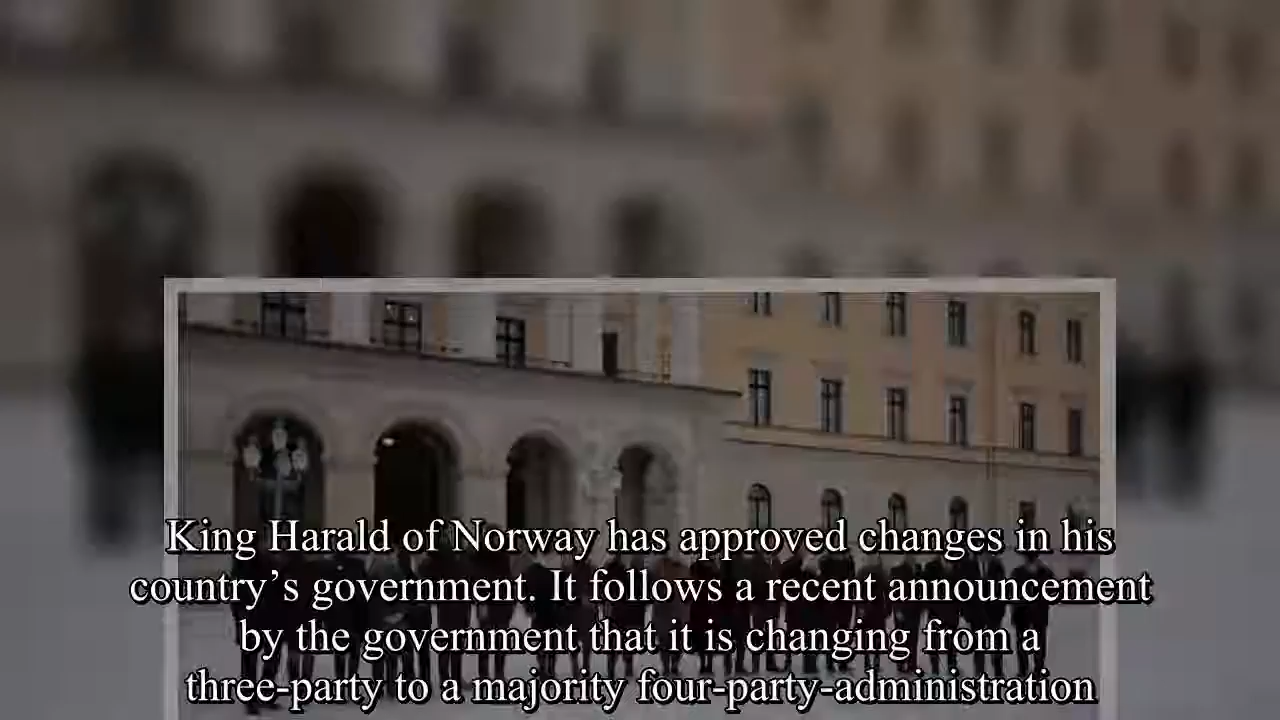 King Harald of Norway has approved changes in his
country’s government. It follows a recent announcement
by the government that it is changing from a
three-party to a majority four-party-administration